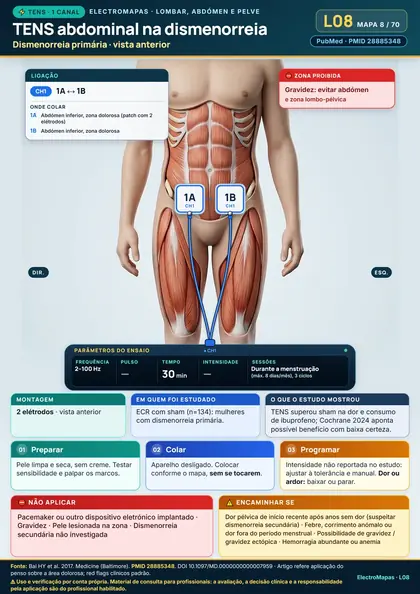 TENS · 1 CANAL
ELECTROMAPAS · LOMBAR, ABDÓMEN E PELVE
TENS abdominal na dismenorreia
Dismenorreia primária · vista anterior
L08 MAPA 8 / 70
PubMed · PMID 28885348
LIGAÇÃO
CH1 1A ↔ 1B
ONDE COLAR
1A Abdómen inferior, zona dolorosa (patch com 2
elétrodos)
1B Abdómen inferior, zona dolorosa
ZONA PROIBIDA
Gravidez: evitar abdómen
e zona lombo-pélvica
1A
CH1
1B
CH1
DIR.
ESQ.
PARÂMETROS DO ENSAIO
CH1
FREQUÊNCIA
2–100 Hz
PULSO
—
TEMPO
30 min
INTENSIDADE
—
SESSÕES
Durante a menstruação
(máx. 8 dias/mês), 3 ciclos
MONTAGEM
2 elétrodos · vista anterior
EM QUEM FOI ESTUDADO
ECR com sham (n=134): mulheres
com dismenorreia primária.
O QUE O ESTUDO MOSTROU
TENS superou sham na dor e consumo
de ibuprofeno; Cochrane 2024 aponta
possível benefício com baixa certeza.
01 Preparar
Pele limpa e seca, sem creme. Testar
sensibilidade e palpar os marcos.
02 Colar
Aparelho desligado. Colocar
conforme o mapa, sem se tocarem.
03 Programar
Intensidade não reportada no estudo:
ajustar à tolerância e manual. Dor ou
ardor: baixar ou parar.
NÃO APLICAR
Pacemaker ou outro dispositivo eletrónico implantado ·
Gravidez · Pele lesionada na zona · Dismenorreia
secundária não investigada
ENCAMINHAR SE
Dor pélvica de início recente após anos sem dor (suspeitar
dismenorreia secundária) · Febre, corrimento anómalo ou
dor fora do período menstrual · Possibilidade de gravidez /
gravidez ectópica · Hemorragia abundante ou anemia
Fonte: Bai HY et al. 2017. Medicine (Baltimore). PMID 28885348. DOI 10.1097/MD.0000000000007959 · Artigo refere aplicação do
penso sobre a área dolorosa; red flags clínicos padrão.
Uso e verificação por conta própria. Material de consulta para profissionais: a avaliação, a decisão clínica e a responsabilidade
pela aplicação são do profissional habilitado.
ElectroMapas · L08